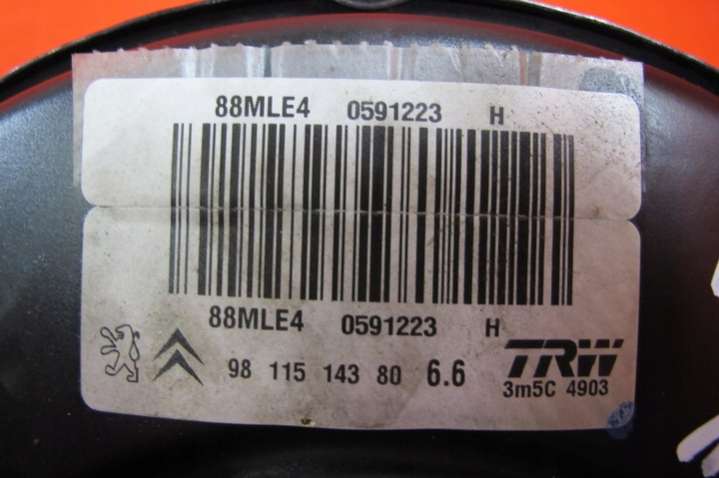 88MLE4 0591223 H
88MLE4 0591223 H
98 115 143 80 6.6 TRW
3m5C 4903